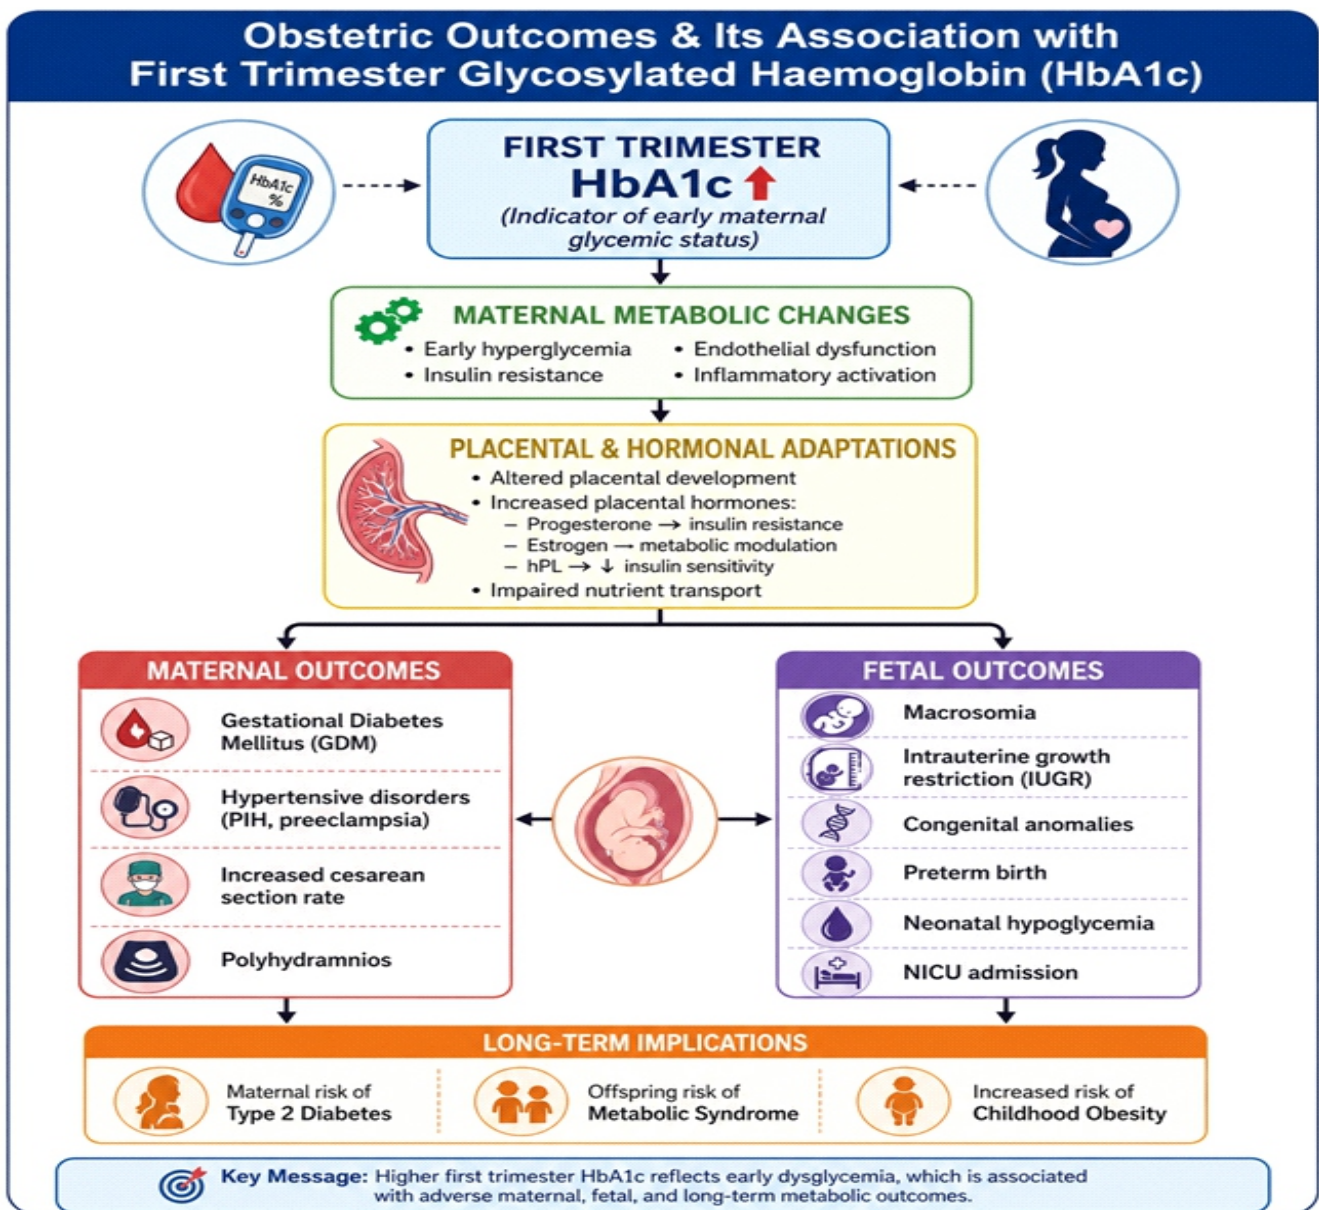 Obstetric Outcomes & Its Association with
First Trimester Glycosylated Haemoglobin (HbA1c)
HbA1c
%
FIRST TRIMESTER
HbA1c
(Indicator of early maternal
glycemic status)
MATERNAL METABOLIC CHANGES
• Early hyperglycemia
• Insulin resistance
• Endothelial dysfunction
• Inflammatory activation
PLACENTAL & HORMONAL ADAPTATIONS
• Altered placental development
• Increased placental hormones:
– Progesterone → insulin resistance
– Estrogen → metabolic modulation
– hPL → ↓ insulin sensitivity
• Impaired nutrient transport
MATERNAL OUTCOMES
Gestational Diabetes
Mellitus (GDM)
Hypertensive disorders
(PIH, preeclampsia)
Increased cesarean
section rate
Polyhydramnios
FETAL OUTCOMES
Macrosomia
Intrauterine growth
restriction (IUGR)
Congenital anomalies
Preterm birth
Neonatal hypoglycemia
NICU admission
LONG-TERM IMPLICATIONS
Maternal risk of
Type 2 Diabetes
Offspring risk of
Metabolic Syndrome
Increased risk of
Childhood Obesity
Key Message: Higher first trimester HbA1c reflects early dysglycemia, which is associated
with adverse maternal, fetal, and long-term metabolic outcomes.